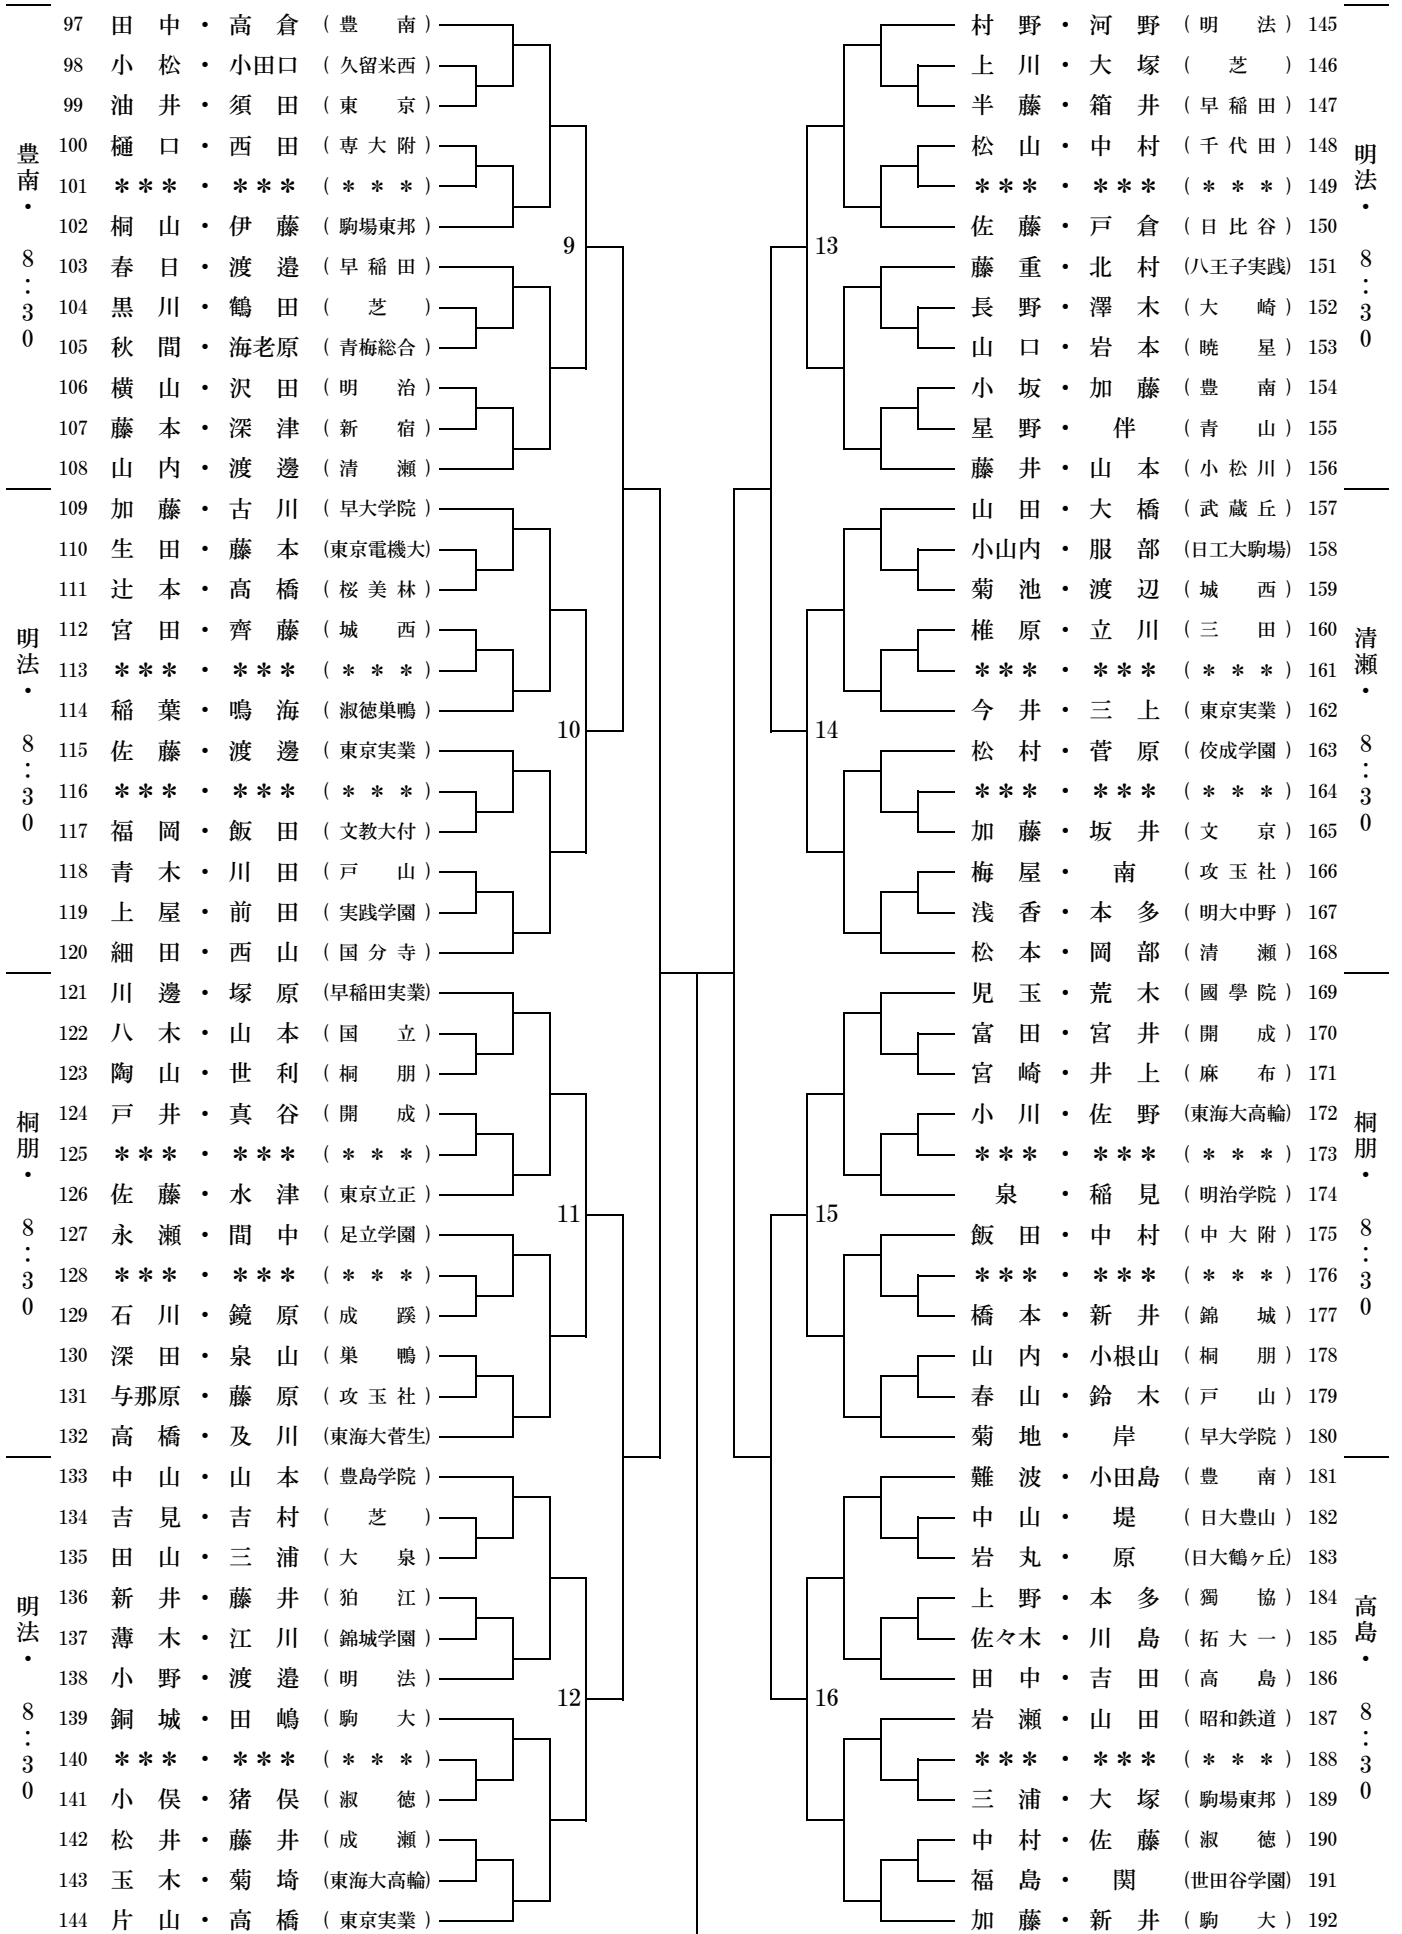 豊南・ 8:30
97 田中・高倉 (豊南)
98 小松・小田口 (久留米西)
99 油井・須田 (東京)
100 樋口・西田 (専大附)
101 ***・*** (***)
102 桐山・伊藤 (駒場東邦)
103 春日・渡邉 (早稲田)
104 黒川・鶴田 (芝)
105 秋間・海老原 (青梅総合)
106 横山・沢田 (明治)
107 藤本・深津 (新宿)
108 山内・渡邊 (清瀬)
9
明法・ 8:30
109 加藤・古川 (早大学院)
110 生田・藤本 (東京電機大)
111 辻本・髙橋 (桜美林)
112 宮田・齊藤 (城西)
113 ***・*** (***)
114 稲葉・鳴海 (淑徳巣鴨)
115 佐藤・渡邊 (東京実業)
116 ***・*** (***)
117 福岡・飯田 (文教大付)
118 青木・川田 (戸山)
119 上屋・前田 (実践学園)
120 細田・西山 (国分寺)
10
桐朋・ 8:30
121 川邊・塚原 (早稲田実業)
122 八木・山本 (国立)
123 陶山・世利 (桐朋)
124 戸井・真谷 (開成)
125 ***・*** (***)
126 佐藤・水津 (東京立正)
127 永瀬・間中 (足立学園)
128 ***・*** (***)
129 石川・鏡原 (成蹊)
130 深田・泉山 (巣鴨)
131 与那原・藤原 (攻玉社)
132 高橋・及川 (東海大菅生)
11
明法・ 8:30
133 中山・山本 (豊島学院)
134 吉見・吉村 (芝)
135 田山・三浦 (大泉)
136 新井・藤井 (狛江)
137 薄木・江川 (錦城学園)
138 小野・渡邉 (明法)
139 銅城・田嶋 (駒大)
140 ***・*** (***)
141 小俣・猪俣 (淑徳)
142 松井・藤井 (成瀬)
143 玉木・菊埼 (東海大高輪)
144 片山・高橋 (東京実業)
12
明法・ 8:30
村野・河野 (明法) 145
上川・大塚 (芝) 146
半藤・箱井 (早稲田) 147
松山・中村 (千代田) 148
***・*** (***) 149
佐藤・戸倉 (日比谷) 150
藤重・北村 (八王子実践) 151
長野・澤木 (大崎) 152
山口・岩本 (暁星) 153
小坂・加藤 (豊南) 154
星野・伴 (青山) 155
藤井・山本 (小松川) 156
13
清瀬・ 8:30
山田・大橋 (武蔵丘) 157
小山内・服部 (日工大駒場) 158
菊池・渡辺 (城西) 159
椎原・立川 (三田) 160
***・*** (***) 161
今井・三上 (東京実業) 162
松村・菅原 (佼成学園) 163
***・*** (***) 164
加藤・坂井 (文京) 165
梅屋・南 (攻玉社) 166
浅香・本多 (明大中野) 167
松本・岡部 (清瀬) 168
14
桐朋・ 8:30
児玉・荒木 (國學院) 169
富田・宮井 (開成) 170
宮崎・井上 (麻布) 171
小川・佐野 (東海大高輪) 172
***・*** (***) 173
泉・稲見 (明治学院) 174
飯田・中村 (中大附) 175
***・*** (***) 176
橋本・新井 (錦城) 177
山内・小根山 (桐朋) 178
春山・鈴木 (戸山) 179
菊地・岸 (早大学院) 180
15
高島・ 8:30
難波・小田島 (豊南) 181
中山・堤 (日大豊山) 182
岩丸・原 (日大鶴ヶ丘) 183
上野・本多 (獨協) 184
佐々木・川島 (拓大一) 185
田中・吉田 (高島) 186
岩瀬・山田 (昭和鉄道) 187
***・*** (***) 188
三浦・大塚 (駒場東邦) 189
中村・佐藤 (淑徳) 190
福島・関 (世田谷学園) 191
加藤・新井 (駒大) 192
16